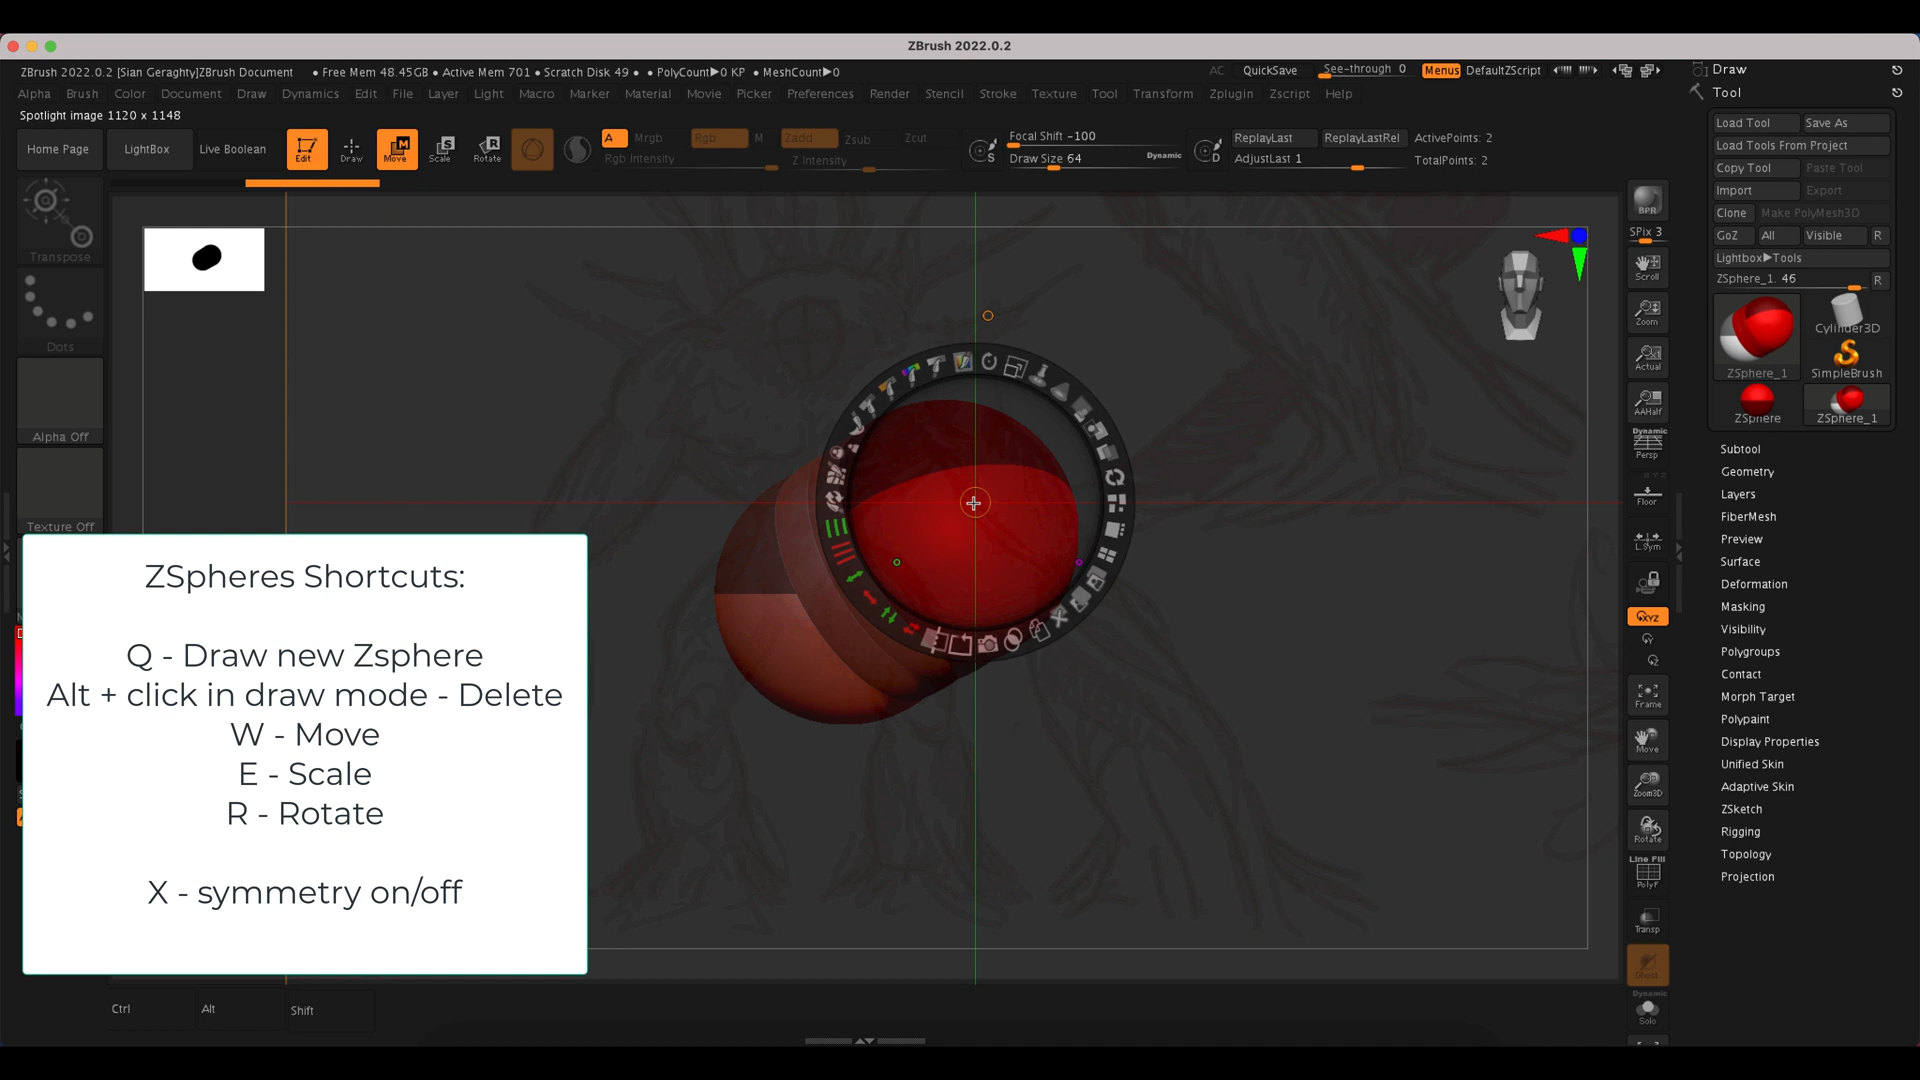 ZBrush 2022.0.2
ZBrush 2022.0.2 [Sian Geraghty]ZBrush Document • Free Mem 48.45GB • Active Mem 701 • Scratch Disk 49 • • PolyCount▶0 KP • MeshCount▶0
AC QuickSave See-through 0 Menus DefaultZScript
Alpha Brush Color Document Draw Dynamics Edit File Layer Light Macro Marker Material Movie Picker Preferences Render Stencil Stroke Texture Tool Transform Zplugin Zscript Help
Spotlight image 1120 x 1148
Home Page LightBox Live Boolean
Edit Draw Move Scale Rotate
A Mrgb Rgb M Zadd Zsub Zcut
Rgb Intensity Z Intensity
Focal Shift -100
Draw Size 64 Dynamic
ReplayLast ReplayLastRel ActivePoints: 2
AdjustLast 1 TotalPoints: 2
Transpose
Dots
Alpha Off
Texture Off
ZSpheres Shortcuts:
Q - Draw new Zsphere
Alt + click in draw mode - Delete
W - Move
E - Scale
R - Rotate
X - symmetry on/off
Ctrl Alt Shift
BPR
SPix 3
Scroll
Zoom
Actual
AAHalf
Dynamic
Persp
Floor
L.Sym
XYZ
Frame
Move
Zoom3D
Rotate
Line Fill
PolyF
Transp
Ghost
Dynamic
Solo
Draw
Tool
Load Tool Save As
Load Tools From Project
Copy Tool Paste Tool
Import Export
Clone Make PolyMesh3D
GoZ All Visible R
Lightbox▶Tools
ZSphere_1. 46 R
ZSphere_1
Cylinder3D
SimpleBrush
ZSphere ZSphere_1
Subtool
Geometry
Layers
FiberMesh
Preview
Surface
Deformation
Masking
Visibility
Polygroups
Contact
Morph Target
Polypaint
Display Properties
Unified Skin
Adaptive Skin
ZSketch
Rigging
Topology
Projection